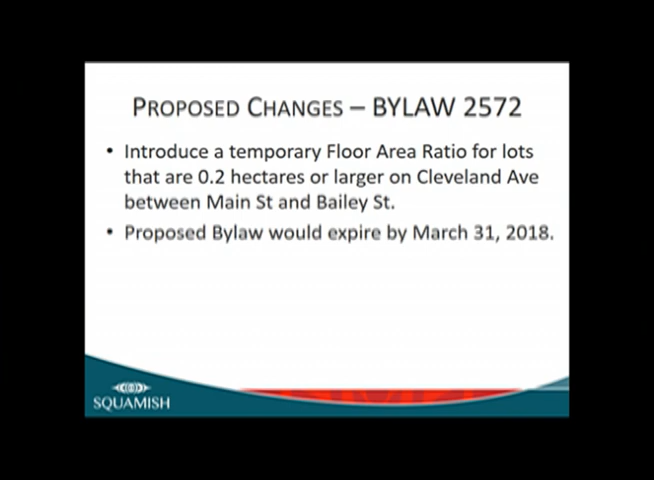 PROPOSED CHANGES – BYLAW 2572
• Introduce a temporary Floor Area Ratio for lots
that are 0.2 hectares or larger on Cleveland Ave
between Main St and Bailey St.
• Proposed Bylaw would expire by March 31, 2018.
SQUAMISH